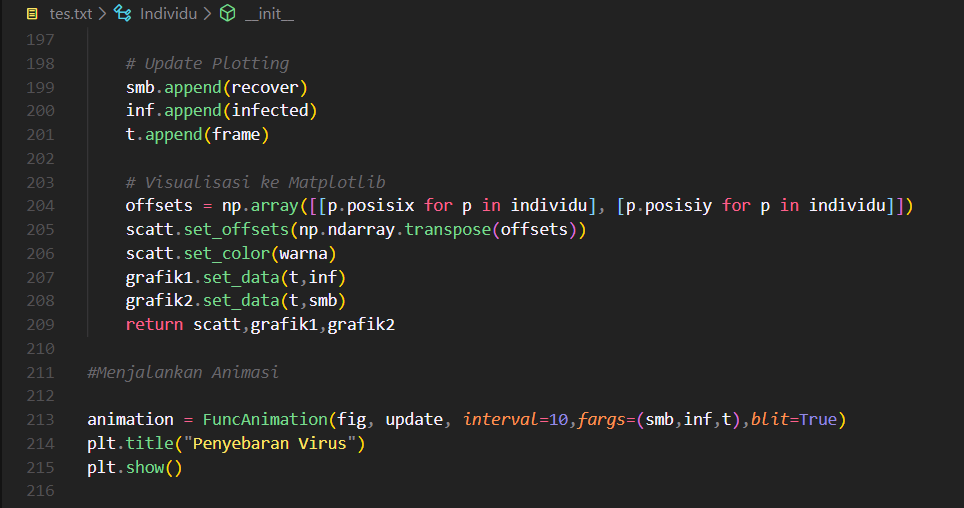 tes.txt > Individu > __init__
197
198 # Update Plotting
199 smb.append(recover)
200 inf.append(infected)
201 t.append(frame)
202
203 # Visualisasi ke Matplotlib
204 offsets = np.array([[p.posisix for p in individu], [p.posisiy for p in individu]])
205 scatt.set_offsets(np.ndarray.transpose(offsets))
206 scatt.set_color(warna)
207 grafik1.set_data(t,inf)
208 grafik2.set_data(t,smb)
209 return scatt,grafik1,grafik2
210
211 #Menjalankan Animasi
212
213 animation = FuncAnimation(fig, update, interval=10,fargs=(smb,inf,t),blit=True)
214 plt.title("Penyebaran Virus")
215 plt.show()
216